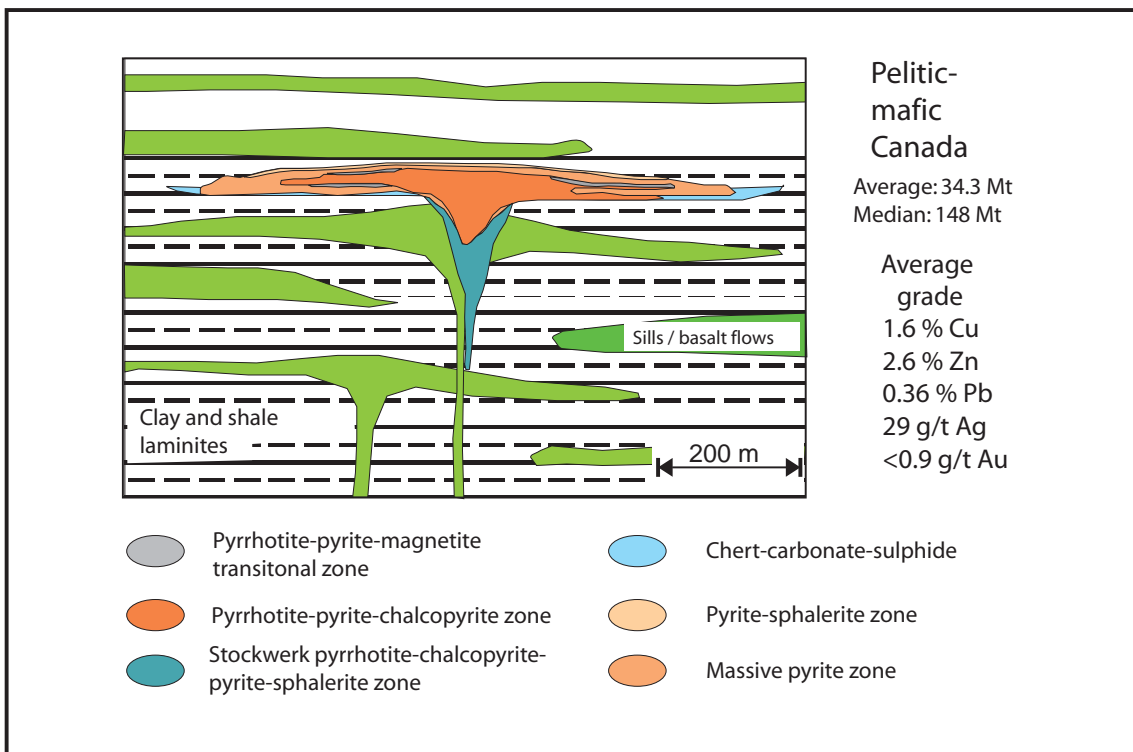 Pelitic-
mafic
Canada
Average: 34.3 Mt
Median: 148 Mt
Average
grade
1.6 % Cu
2.6 % Zn
0.36 % Pb
29 g/t Ag
<0.9 g/t Au
Sills / basalt flows
Clay and shale
laminites
200 m
Pyrrhotite-pyrite-magnetite
transitonal zone
Chert-carbonate-sulphide
Pyrrhotite-pyrite-chalcopyrite zone
Pyrite-sphalerite zone
Stockwerk pyrrhotite-chalcopyrite-
pyrite-sphalerite zone
Massive pyrite zone